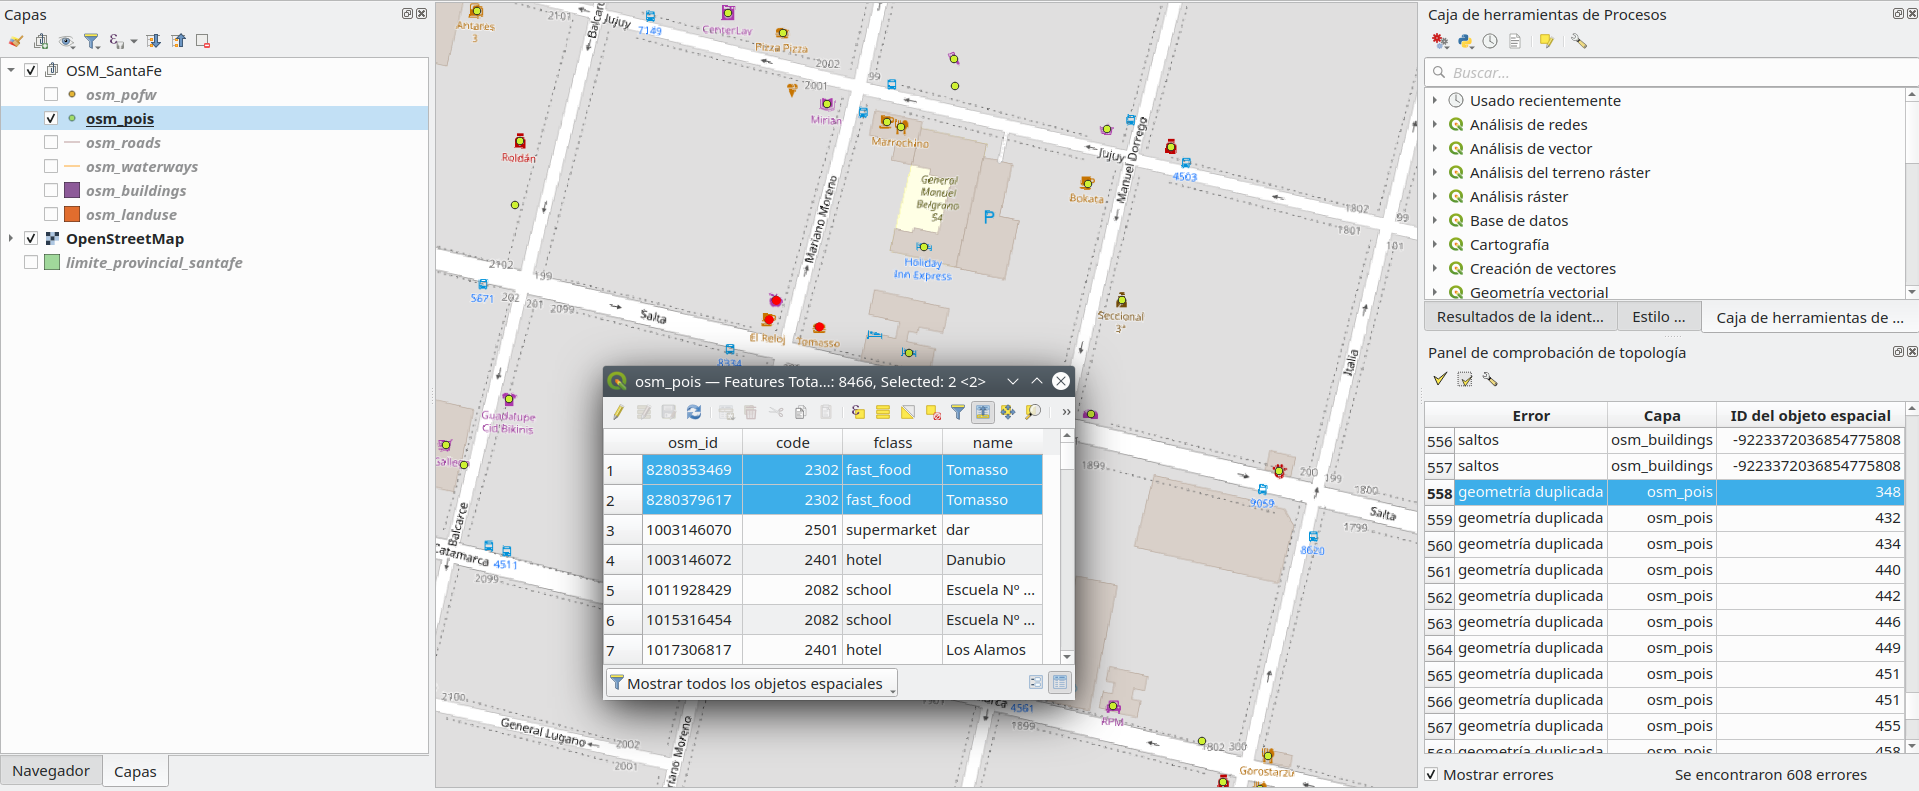 Capas
OSM_SantaFe
osm_pofw
osm_pois
osm_roads
osm_waterways
osm_buildings
osm_landuse
OpenStreetMap
limite_provincial_santafe
Navegador
Capas
Antares
3
2101
Jujuy
7149
Balcarce
CenterLav
Pizza Pizza
2002
2001
99
Mirian
Marrochino
Roldán
General
Manuel
Belgrano
54
P
Holiday
Inn Express
Mariano Moreno
Jujuy
Manuel Dorrego
4503
Bokata
1802
1801
99
101
2102
199
5671
202
201
2099
Salta
El Reloj
Tomasso
8334
Seccional
3ª
Italia
Guadalupe
Cid Bikinis
Balcarce
Catamarca
4511
2099
1899
200
199
1800
9059
Salta
1799
8620
2100
General Lugano
2002
2001
Mariano Moreno
4561
1899
RPM
1802
300
Gorostarzu
osm_pois — Features Tota...: 8466, Selected: 2 <2>
osm_id code fclass name
1 8280353469 2302 fast_food Tomasso
2 8280379617 2302 fast_food Tomasso
3 1003146070 2501 supermarket dar
4 1003146072 2401 hotel Danubio
5 1011928429 2082 school Escuela Nº ...
6 1015316454 2082 school Escuela Nº ...
7 1017306817 2401 hotel Los Alamos
Mostrar todos los objetos espaciales
Caja de herramientas de Procesos
Buscar...
Usado recientemente
Análisis de redes
Análisis de vector
Análisis del terreno ráster
Análisis ráster
Base de datos
Cartografía
Creación de vectores
Geometría vectorial
Resultados de la ident...
Estilo ...
Caja de herramientas de ...
Panel de comprobación de topología
Error Capa ID del objeto espacial
556 saltos osm_buildings -9223372036854775808
557 saltos osm_buildings -9223372036854775808
558 geometría duplicada osm_pois 348
559 geometría duplicada osm_pois 432
560 geometría duplicada osm_pois 434
561 geometría duplicada osm_pois 440
562 geometría duplicada osm_pois 442
563 geometría duplicada osm_pois 446
564 geometría duplicada osm_pois 449
565 geometría duplicada osm_pois 451
566 geometría duplicada osm_pois 451
567 geometría duplicada osm_pois 455
568 geometría duplicada osm_pois 458
Mostrar errores
Se encontraron 608 errores